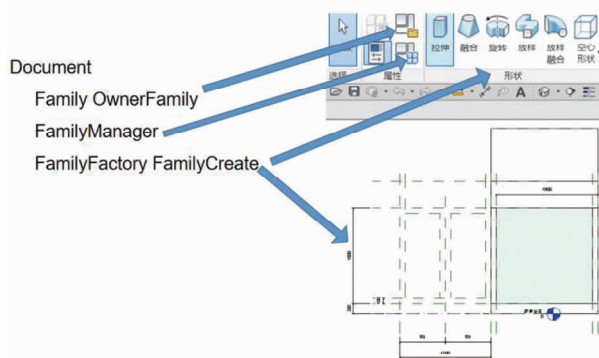 拉伸 融合 旋转 放样 放样 空心
融合 形状
选择 属性 形状
Document
Family OwnerFamily
FamilyManager
FamilyFactory FamilyCreate